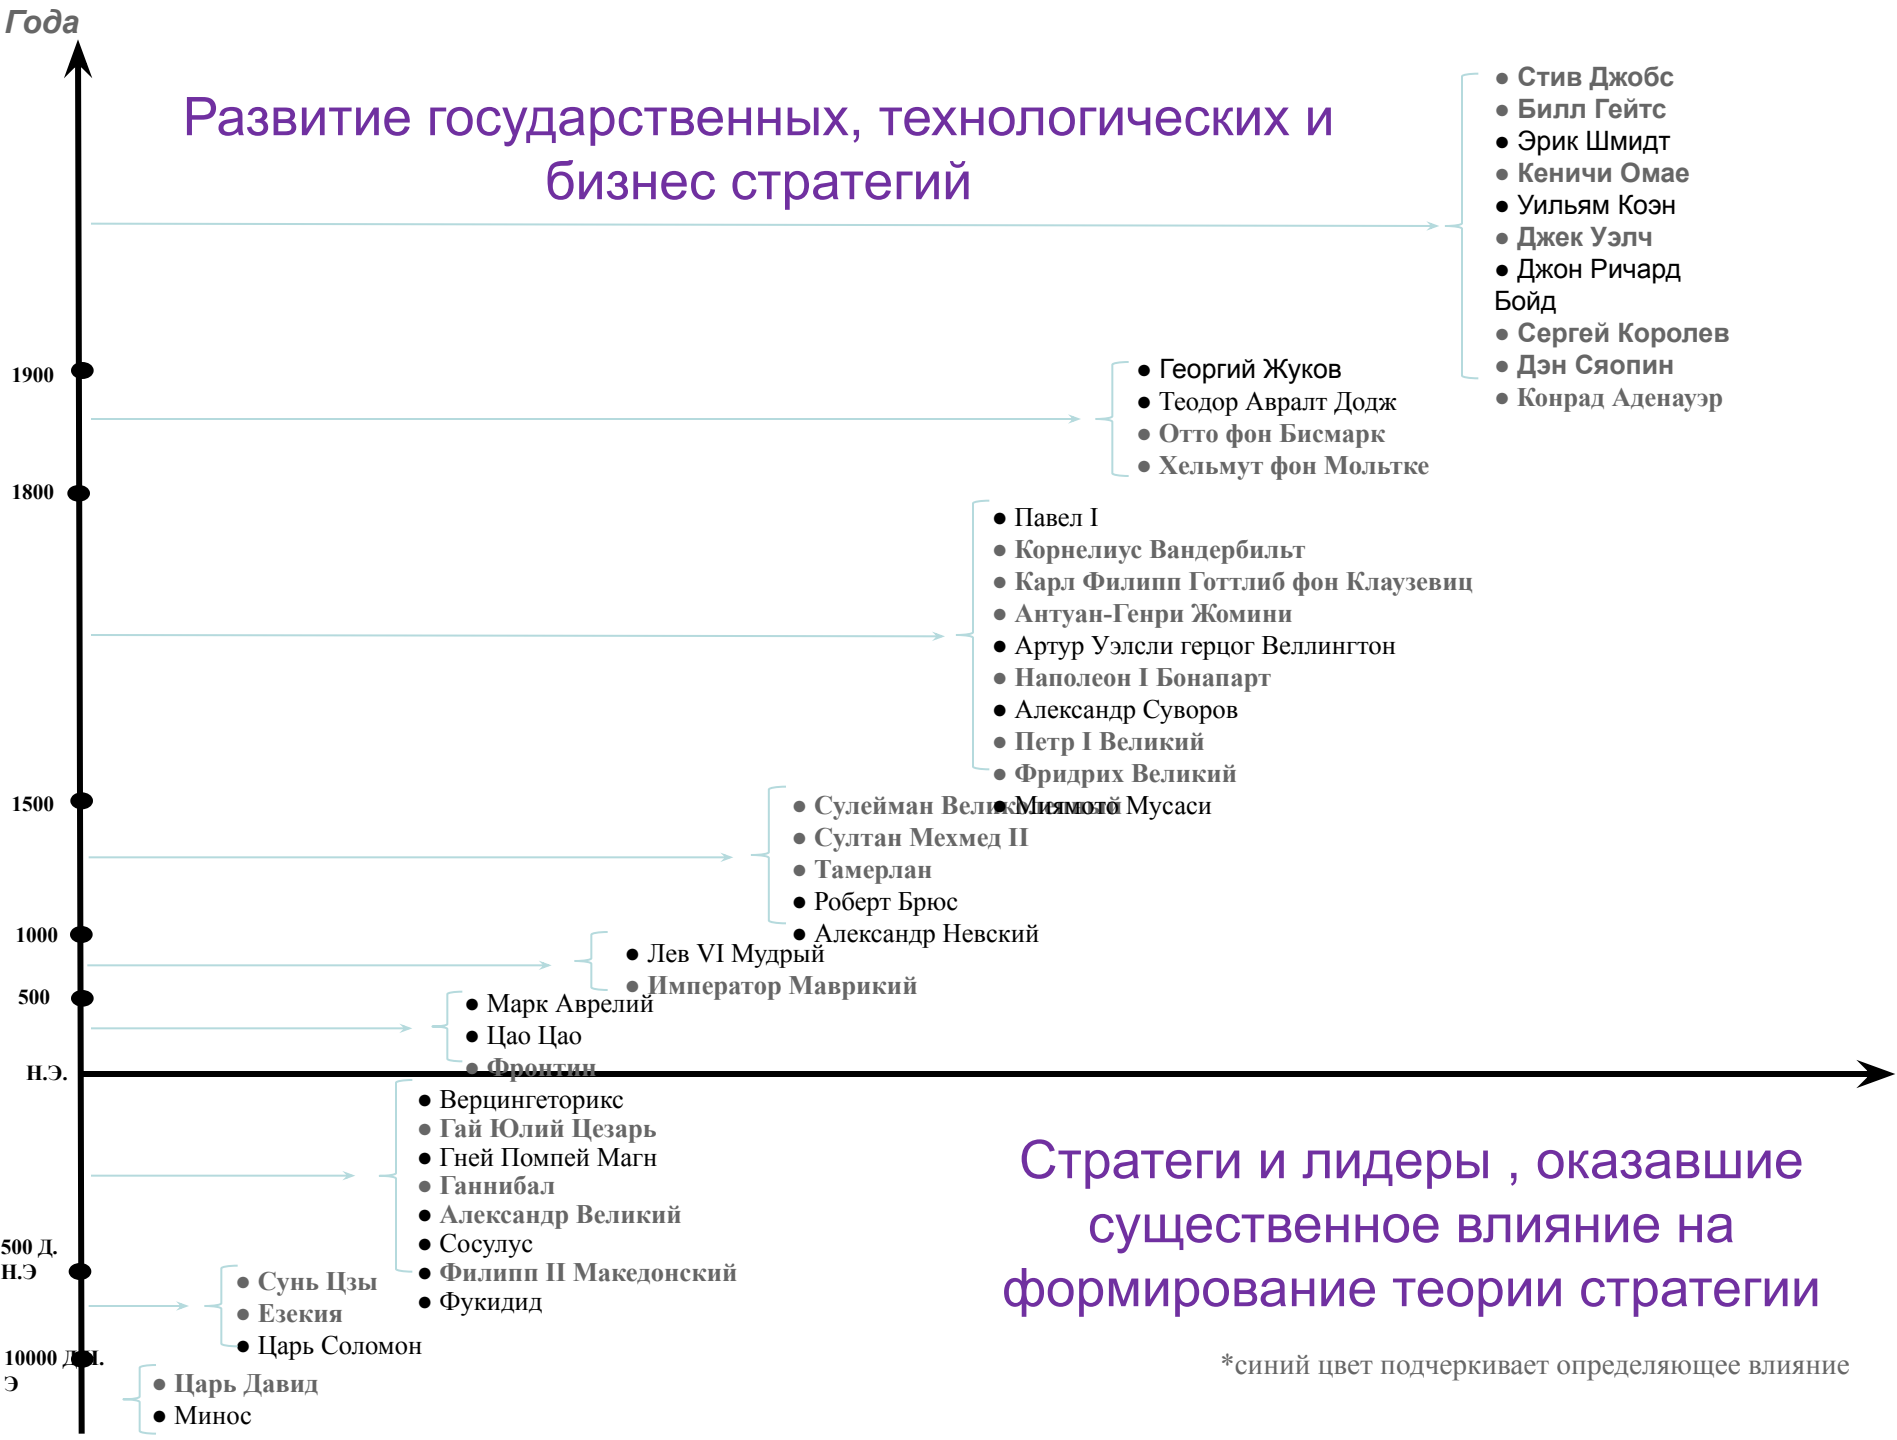 Года
Развитие государственных, технологических и
бизнес стратегий
● Стив Джобс
● Билл Гейтс
● Эрик Шмидт
● Кеничи Омае
● Уильям Коэн
● Джек Уэлч
● Джон Ричард
Бойд
● Сергей Королев
● Дэн Сяопин
● Конрад Аденауэр
1900
● Георгий Жуков
● Теодор Авралт Додж
● Отто фон Бисмарк
● Хельмут фон Мольтке
1800
● Павел I
● Корнелиус Вандербильт
● Карл Филипп Готтлиб фон Клаузевиц
● Антуан-Генри Жомини
● Артур Уэлсли герцог Веллингтон
● Наполеон I Бонапарт
● Александр Суворов
● Петр I Великий
● Фридрих Великий
● Миямото Мусаси
1500
● Сулейман Великолепный
● Султан Мехмед II
● Тамерлан
● Роберт Брюс
● Александр Невский
1000
● Лев VI Мудрый
● Император Маврикий
500
● Марк Аврелий
● Цао Цао
● Фронтин
Н.Э.
● Верцингеторикс
● Гай Юлий Цезарь
● Гней Помпей Магн
● Ганнибал
● Александр Великий
● Сосулус
● Филипп II Македонский
● Фукидид
500 Д.
Н.Э
● Сунь Цзы
● Езекия
● Царь Соломон
10000 Д.Н.
Э
● Царь Давид
● Минос
Стратеги и лидеры , оказавшие
существенное влияние на
формирование теории стратегии
*синий цвет подчеркивает определяющее влияние